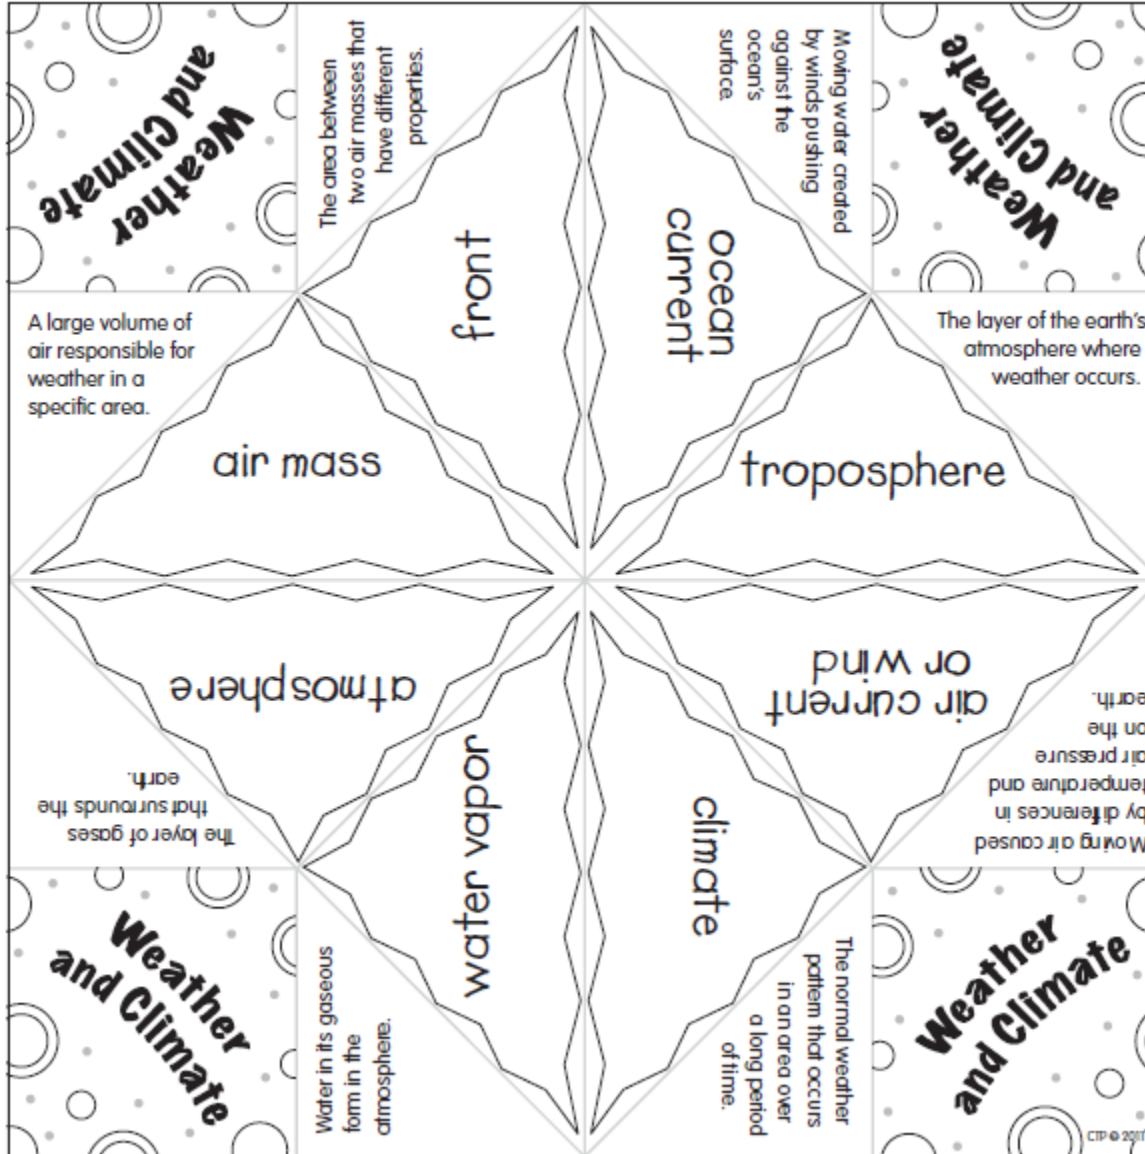 Weather
and Climate
The area between
two air masses that
have different
properties.
Moving water created
by winds pushing
against the
ocean's
surface.
Weather
and Climate
front
ocean
current
A large volume of
air responsible for
weather in a
specific area.
The layer of the earth's
atmosphere where
weather occurs.
air mass
troposphere
atmosphere
air current
or wind
The layer of gases
that surrounds the
earth.
Moving air caused
by differences in
temperature and
air pressure
on the
earth.
water vapor
climate
Weather
and Climate
Water in its gaseous
form in the
atmosphere.
The normal weather
pattern that occurs
in an area over
a long period
of time.
Weather
and Climate
CTP © 2011